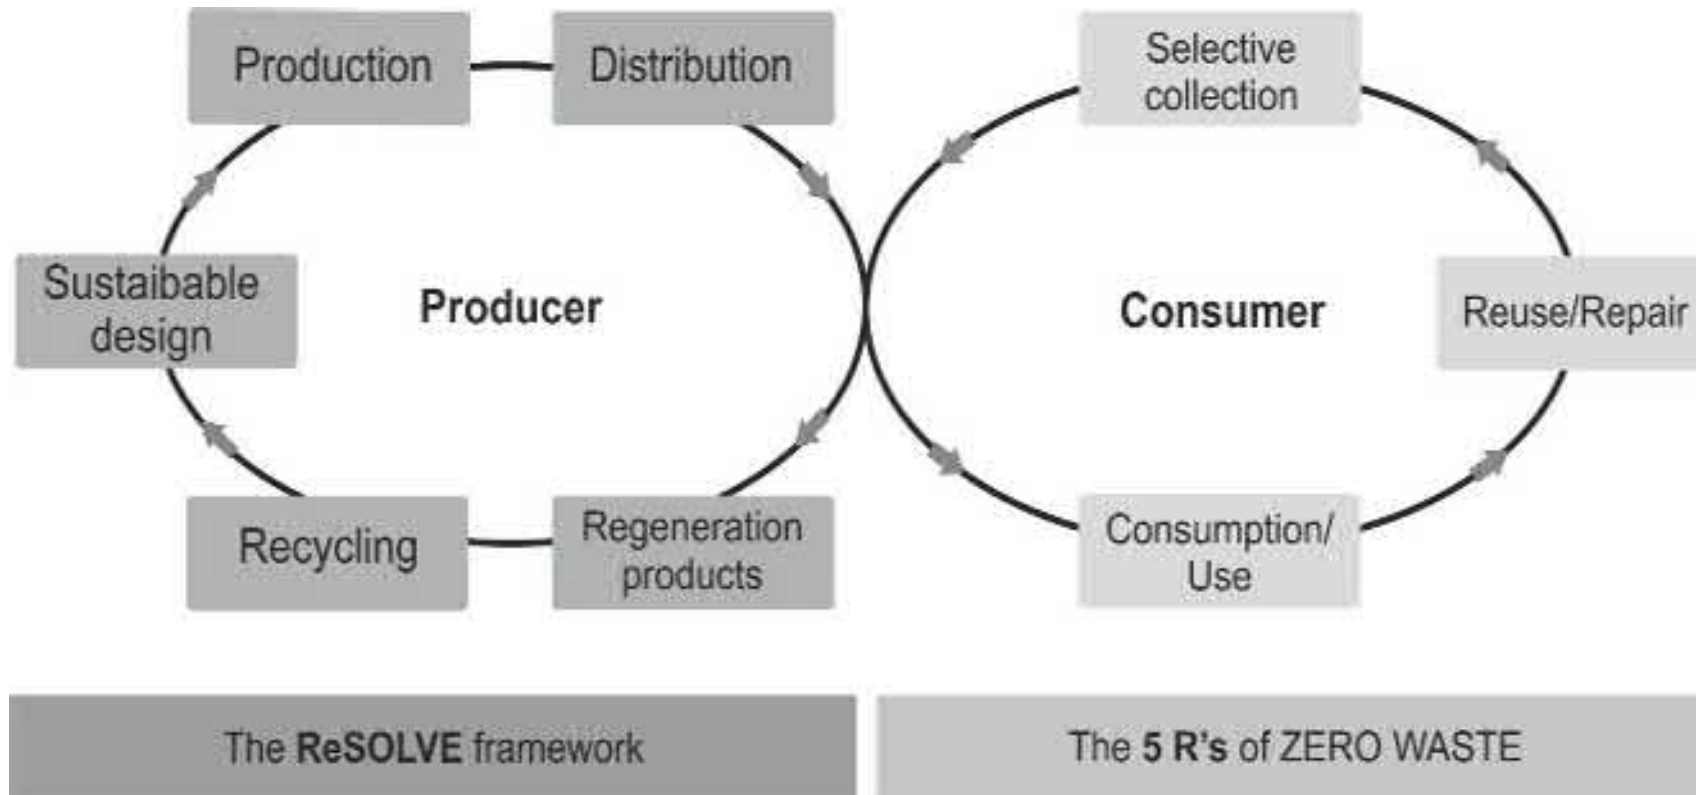 Production
Distribution
Selective
collection
Sustaibable
design
Producer
Consumer
Reuse/Repair
Recycling
Regeneration
products
Consumption/
Use
The ReSOLVE framework
The 5 R's of ZERO WASTE